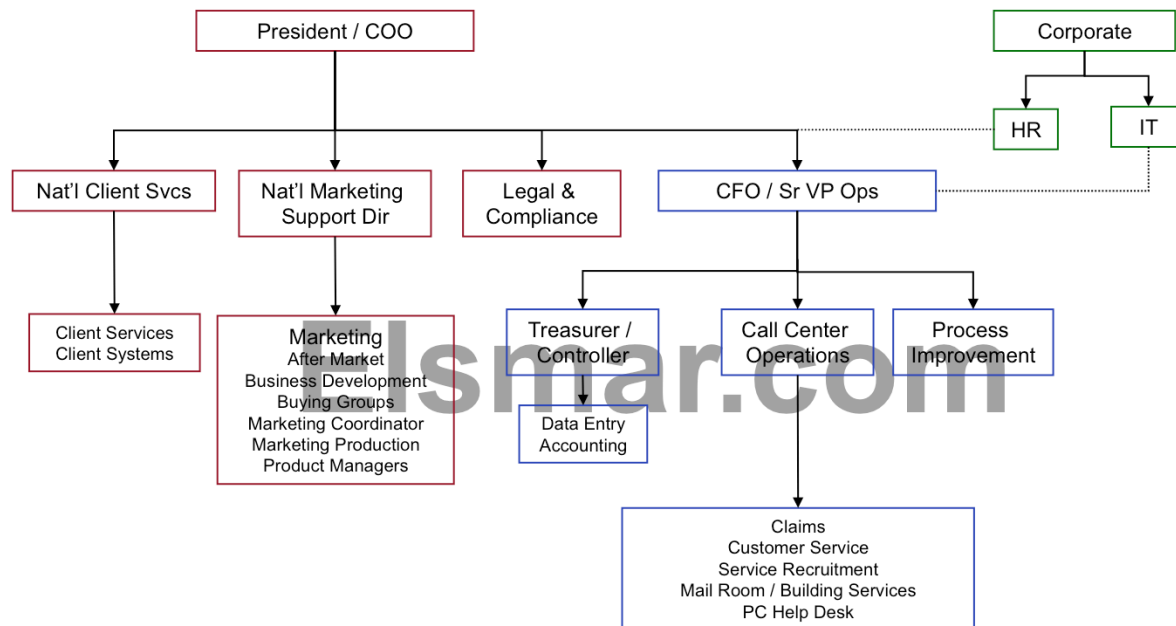 President / COO
Corporate
HR
IT
Nat'l Client Svcs
Nat'l Marketing
Support Dir
Legal &
Compliance
CFO / Sr VP Ops
Client Services
Client Systems
Marketing
After Market
Business Development
Buying Groups
Marketing Coordinator
Marketing Production
Product Managers
Treasurer /
Controller
Call Center
Operations
Process
Improvement
Elsmar.com
Data Entry
Accounting
Claims
Customer Service
Service Recruitment
Mail Room / Building Services
PC Help Desk